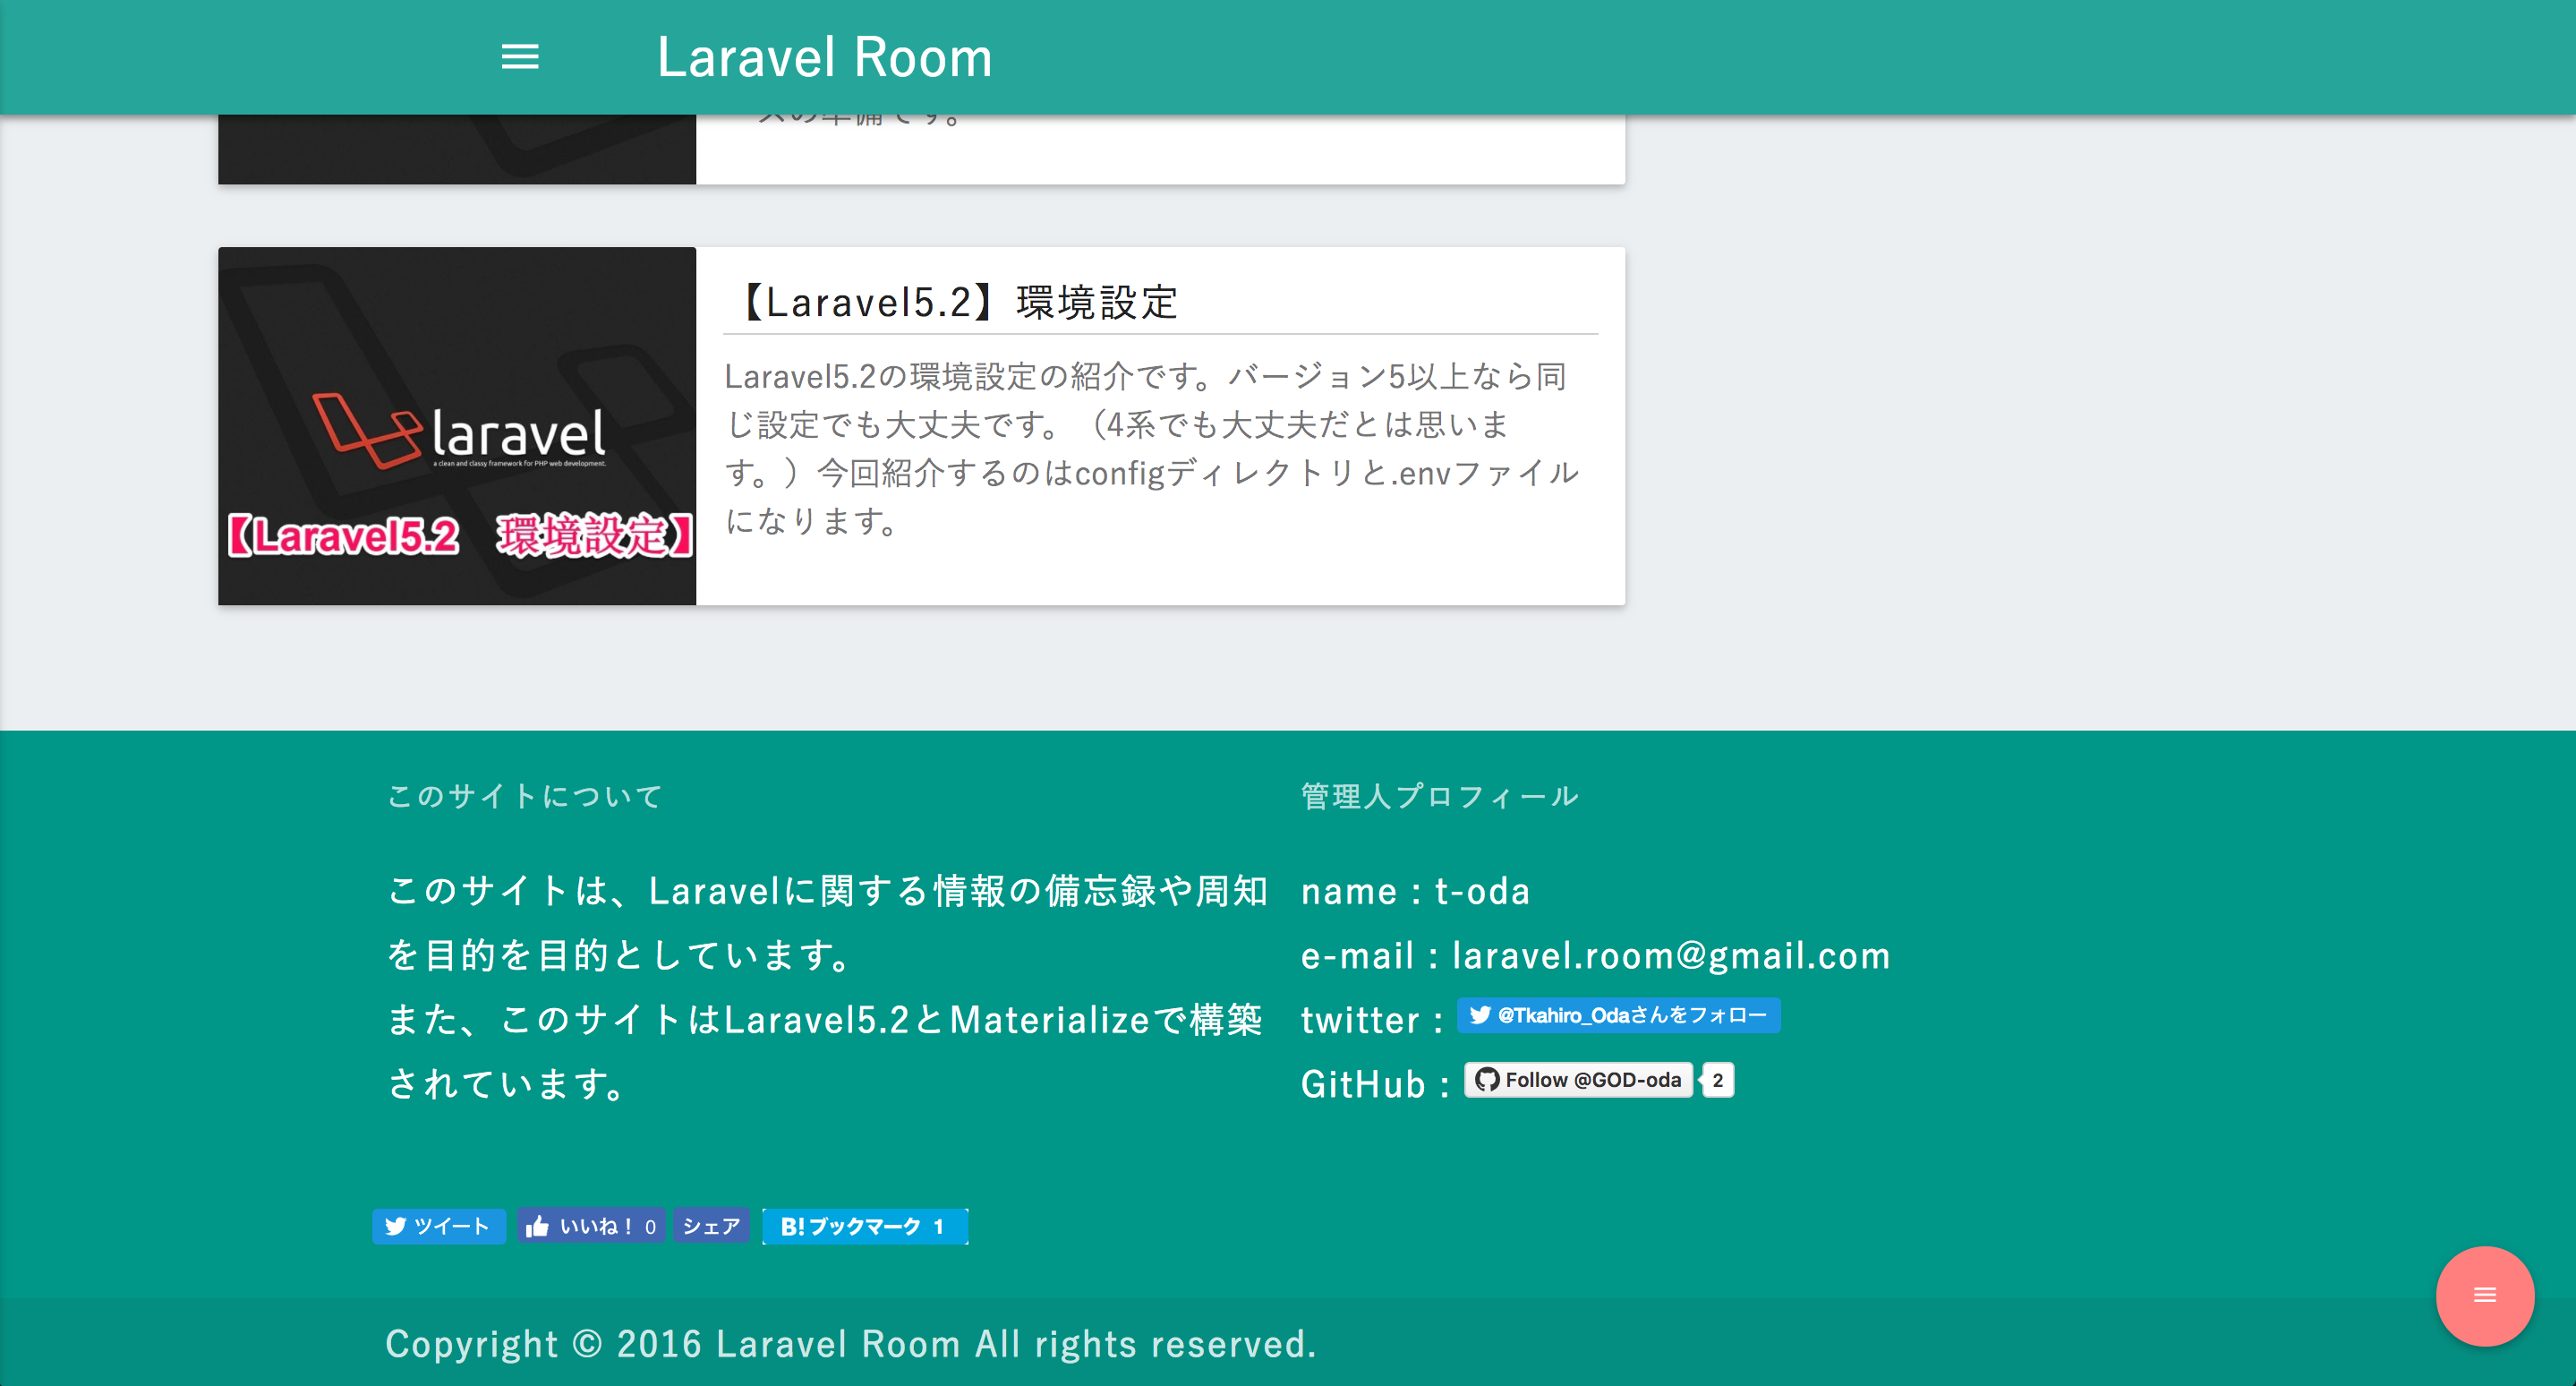 Laravel Room
スの準備です。
【Laravel5.2】環境設定
Laravel5.2の環境設定の紹介です。バージョン5以上なら同
じ設定でも大丈夫です。（4系でも大丈夫だとは思いま
す。）今回紹介するのはconfigディレクトリと.envファイル
になります。
laravel
a clean and classy framework for PHP web development.
【Laravel5.2　環境設定】
このサイトについて
このサイトは、Laravelに関する情報の備忘録や周知
を目的を目的としています。
また、このサイトはLaravel5.2とMaterializeで構築
されています。
管理人プロフィール
name : t-oda
e-mail : laravel.room@gmail.com
twitter : @Tkahiro_Odaさんをフォロー
GitHub : Follow @GOD-oda 2
ツイート いいね！ 0 シェア B!ブックマーク 1
Copyright © 2016 Laravel Room All rights reserved.